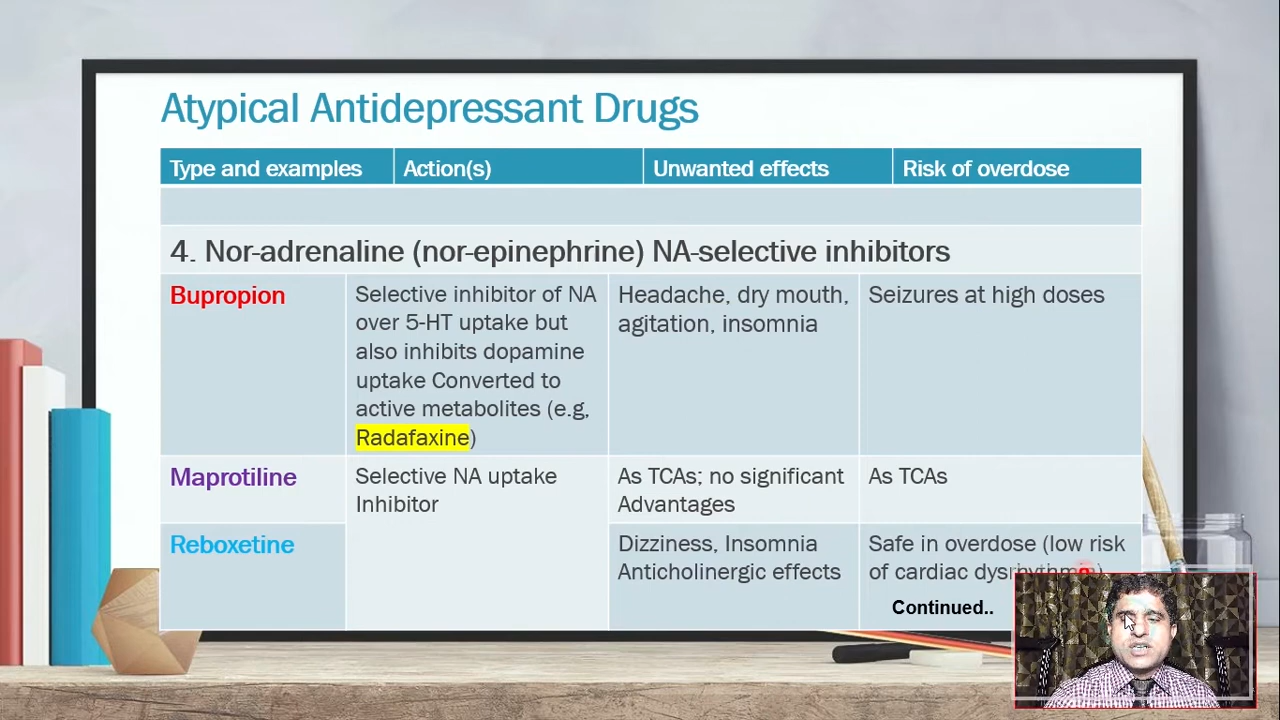 Atypical Antidepressant Drugs
Type and examples Action(s) Unwanted effects Risk of overdose
4. Nor-adrenaline (nor-epinephrine) NA-selective inhibitors
Bupropion
Selective inhibitor of NA
over 5-HT uptake but
also inhibits dopamine
uptake Converted to
active metabolites (e.g,
Radafaxine)
Headache, dry mouth,
agitation, insomnia
Seizures at high doses
Maprotiline
Selective NA uptake
Inhibitor
As TCAs; no significant
Advantages
As TCAs
Reboxetine
Dizziness, Insomnia
Anticholinergic effects
Safe in overdose (low risk
of cardiac
Continued..